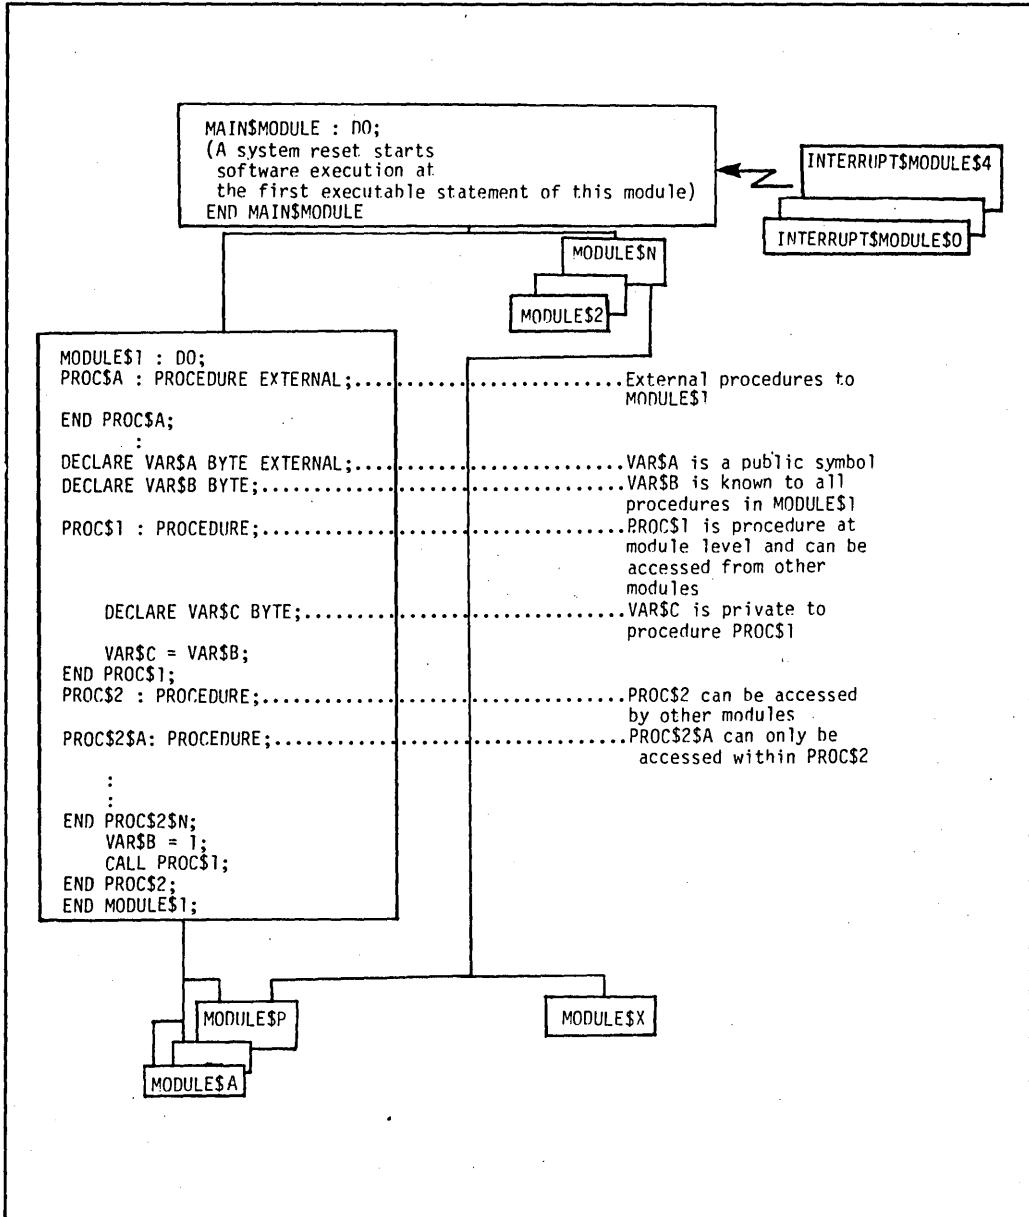 MAIN$MODULE : DO;
(A system reset starts
software execution at
the first executable statement of this module)
END MAIN$MODULE
INTERRUPT$MODULE$4
INTERRUPT$MODULE$0
MODULE$N
MODULE$2
MODULE$1 : DO;
PROC$A : PROCEDURE EXTERNAL;.........................External procedures to
MODULE$1
END PROC$A;
:
DECLARE VAR$A BYTE EXTERNAL;.........................VAR$A is a public symbol
DECLARE VAR$B BYTE;..................................VAR$B is known to all
procedures in MODULE$1
PROC$1 : PROCEDURE;..................................PROC$1 is procedure at
module level and can be
accessed from other
modules
DECLARE VAR$C BYTE;..............................VAR$C is private to
procedure PROC$1
VAR$C = VAR$B;
END PROC$1;
PROC$2 : PROCEDURE;..................................PROC$2 can be accessed
by other modules
PROC$2$A: PROCEDURE;.................................PROC$2$A can only be
accessed within PROC$2
:
:
END PROC$2$N;
VAR$B = 1;
CALL PROC$1;
END PROC$2;
END MODULE$1;
MODULE$P
MODULE$X
MODULE$A